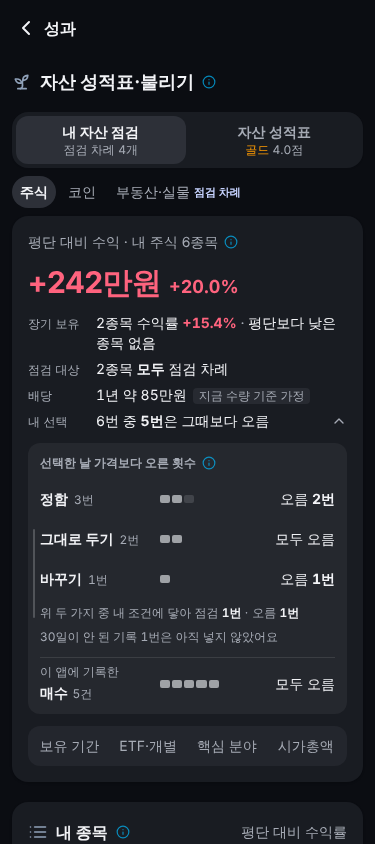 성과
자산 성적표·불리기
내 자산 점검
점검 차례 4개
자산 성적표
골드 4.0점
주식 코인 부동산·실물 점검 차례
평단 대비 수익 · 내 주식 6종목
+242만원 +20.0%
장기 보유 2종목 수익률 +15.4% · 평단보다 낮은
종목 없음
점검 대상 2종목 모두 점검 차례
배당 1년 약 85만원 지금 수량 기준 가정
내 선택 6번 중 5번은 그때보다 오름
선택한 날 가격보다 오른 횟수
정함 3번 오름 2번
그대로 두기 2번 모두 오름
바꾸기 1번 오름 1번
위 두 가지 중 내 조건에 닿아 점검 1번 · 오름 1번
30일이 안 된 기록 1번은 아직 넣지 않았어요
이 앱에 기록한
매수 5건 모두 오름
보유 기간 ETF·개별 핵심 분야 시가총액
내 종목 평단 대비 수익률